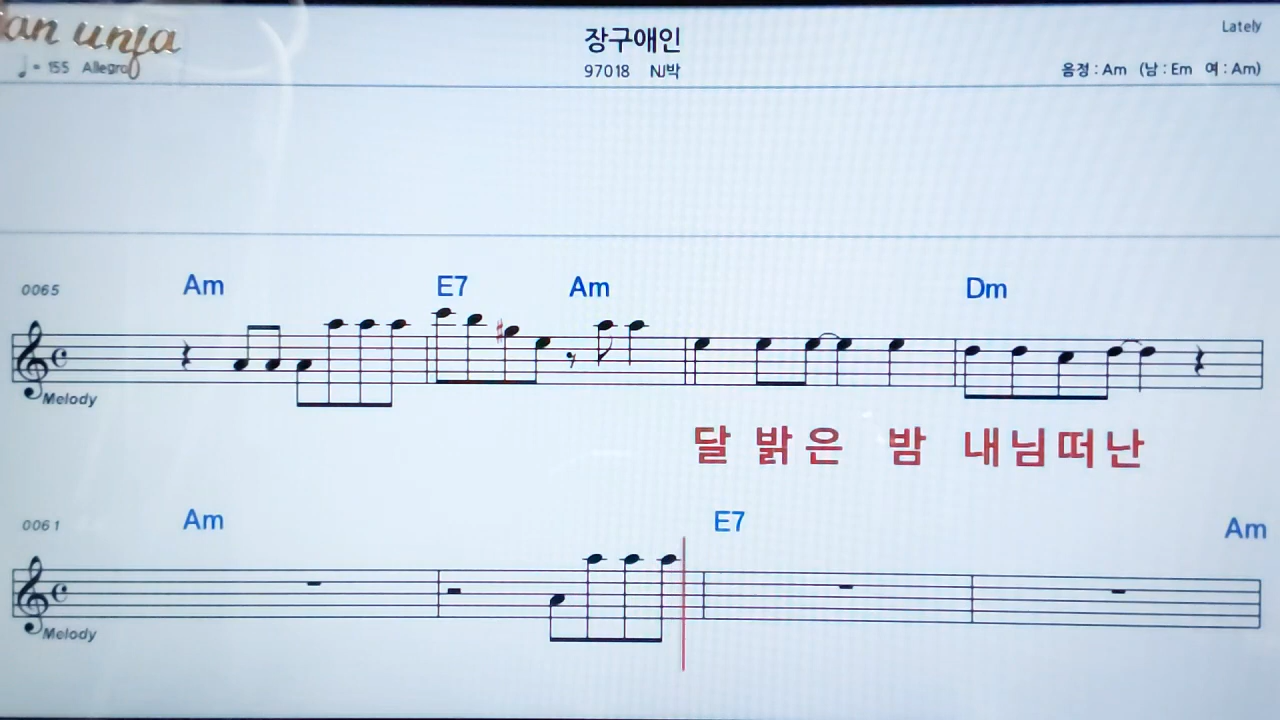 장구애인
Lately
♩= 155 Allegro
97018 NJ박
음정 : Am (남 : Em 여 : Am)
0065 Am E7 Am Dm
Melody
달 밝은 밤 내님떠난
0061 Am E7 Am
Melody